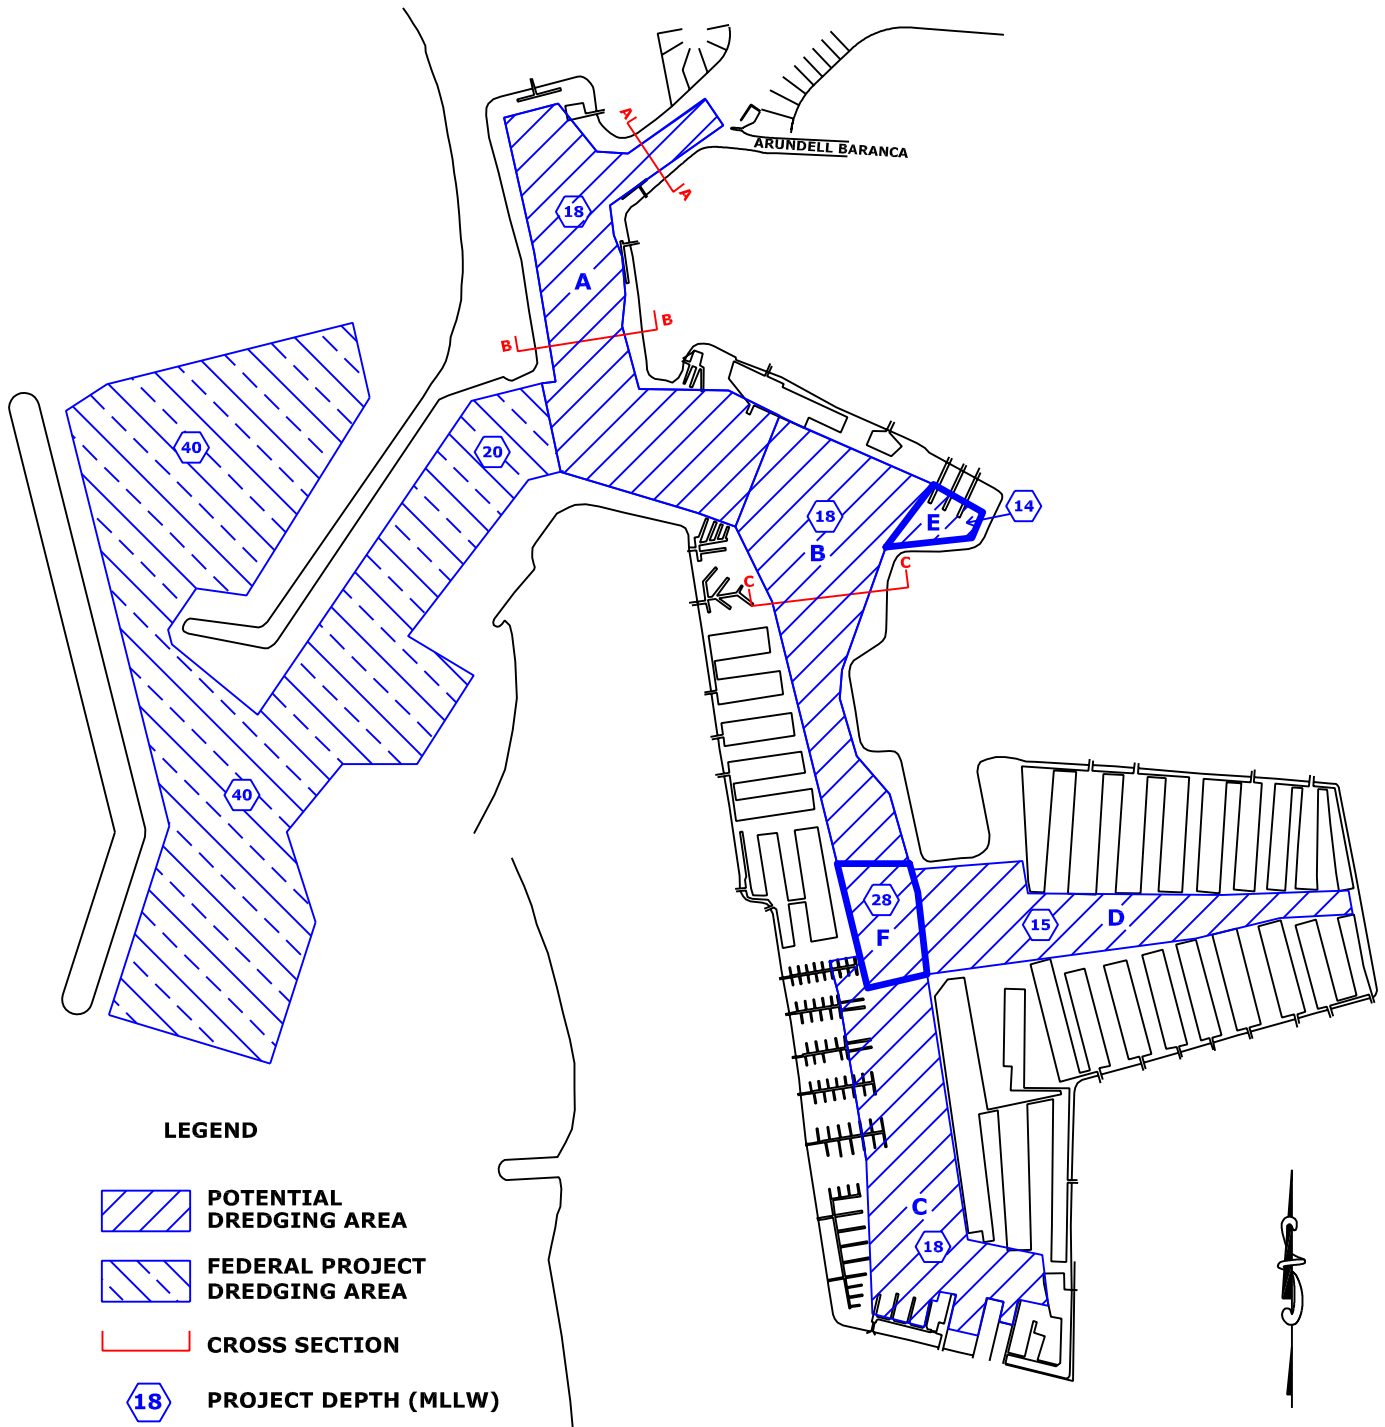 A
ARUNDELL BARANCA
A
18
A
B
B
40
20
18
B
E
14
C
C
40
28
F
15
D
C
18
LEGEND
POTENTIAL
DREDGING AREA
FEDERAL PROJECT
DREDGING AREA
CROSS SECTION
18 PROJECT DEPTH (MLLW)